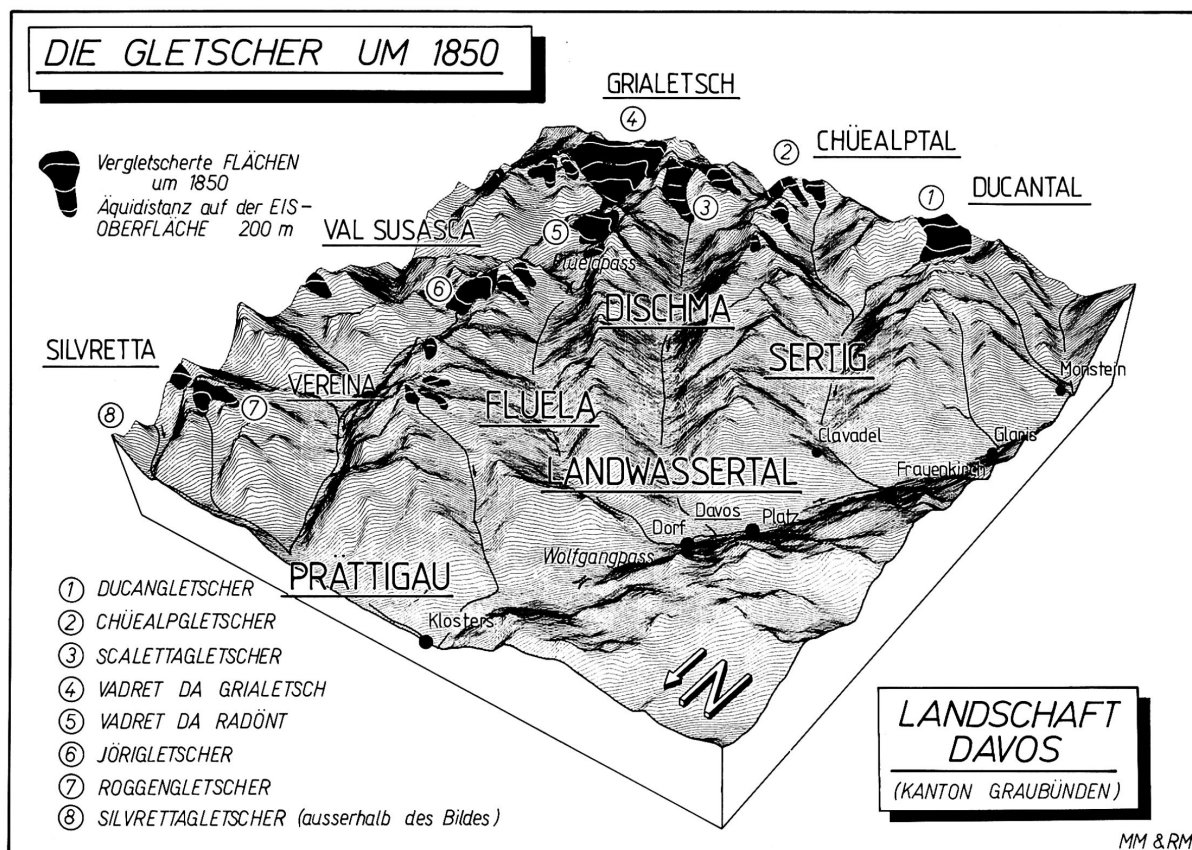 DIE GLETSCHER UM 1850
Vergletscherte FLÄCHEN
um 1850
Äquidistanz auf der EIS-
OBERFLÄCHE 200 m
GRIALETSCH
4
CHÜEALPTAL
2
DUCANTAL
1
3
VAL SUSASCA
5
Flüelapass
6
DISCHMA
SERTIG
SILVRETTA
VEREINA
Monstein
8
7
FLÜELA
Clavadel
Glaris
Frauenkirch
LANDWASSERTAL
Davos
Dorf
Platz
Wolfgangpass
PRÄTTIGAU
Klosters
N
1 DUCANGLETSCHER
2 CHÜEALPGLETSCHER
3 SCALETTAGLETSCHER
4 VADRET DA GRIALETSCH
5 VADRET DA RADÖNT
6 JÖRIGLETSCHER
7 ROGGENGLETSCHER
8 SILVRETTAGLETSCHER (ausserhalb des Bildes)
LANDSCHAFT
DAVOS
(KANTON GRAUBÜNDEN)
MM & RM